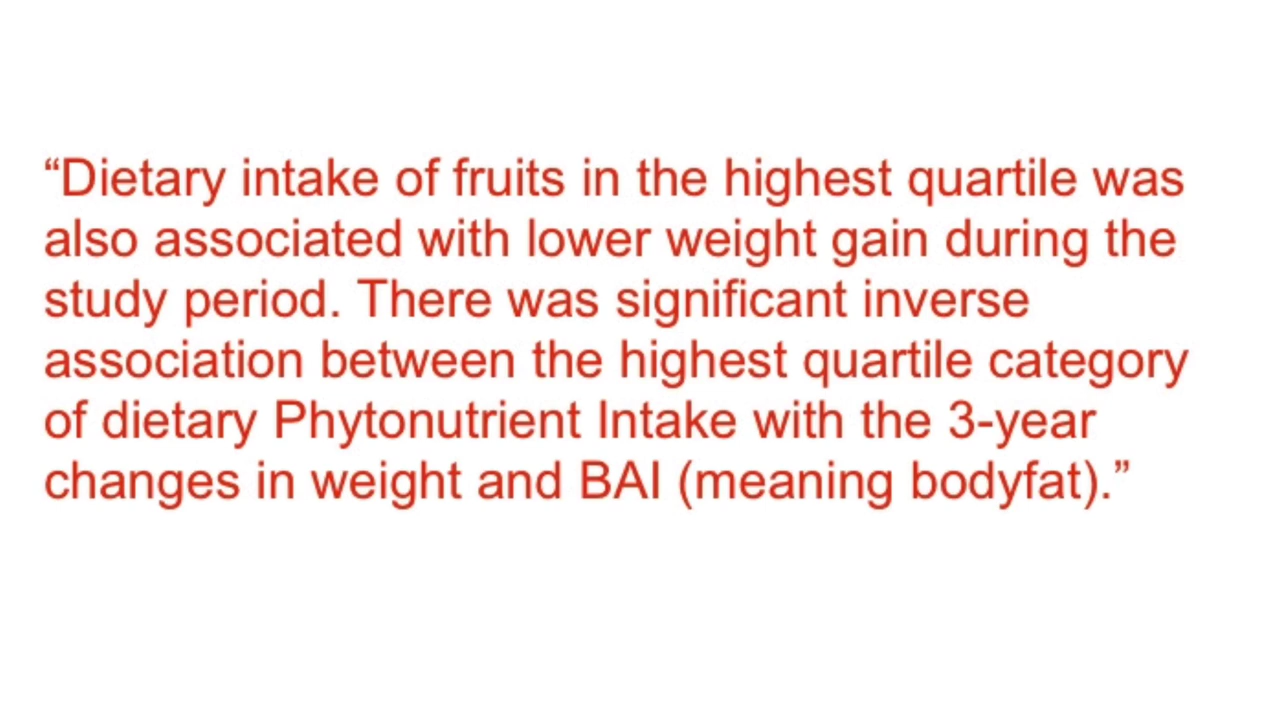 “Dietary intake of fruits in the highest quartile was
also associated with lower weight gain during the
study period. There was significant inverse
association between the highest quartile category
of dietary Phytonutrient Intake with the 3-year
changes in weight and BAI (meaning bodyfat).”